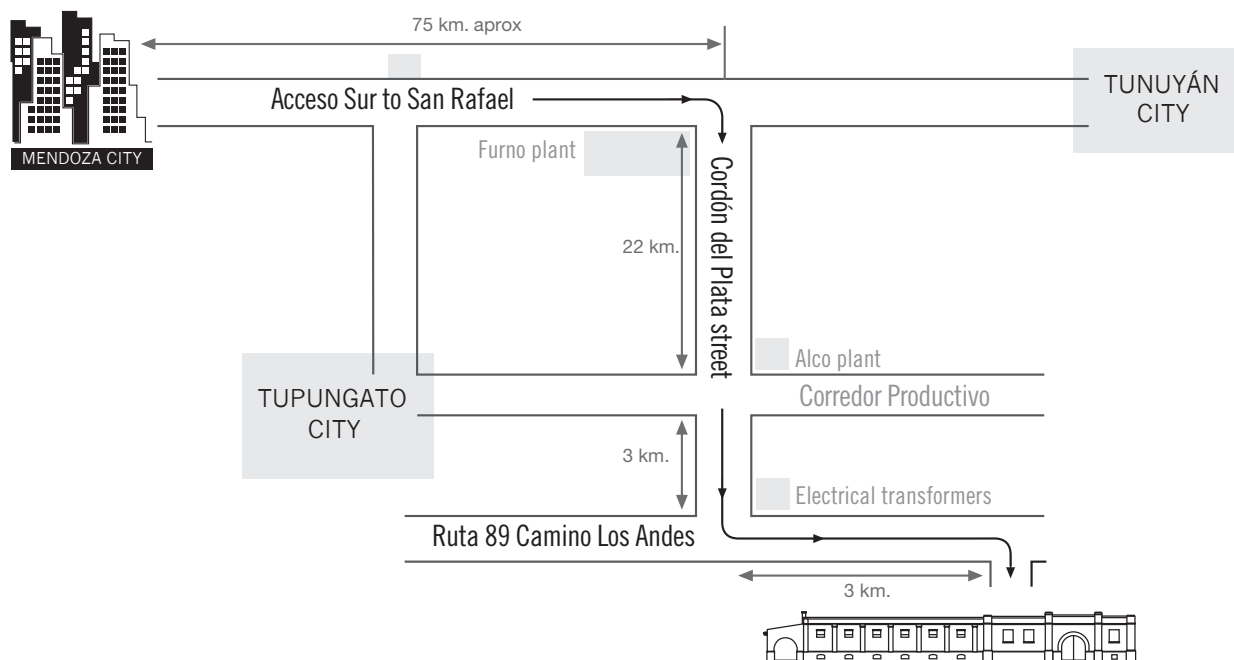 75 km. aprox
MENDOZA CITY
Acceso Sur to San Rafael
TUNUYÁN
CITY
Furno plant
Cordón del Plata street
22 km.
Alco plant
TUPUNGATO
CITY
Corredor Productivo
3 km.
Electrical transformers
Ruta 89 Camino Los Andes
3 km.